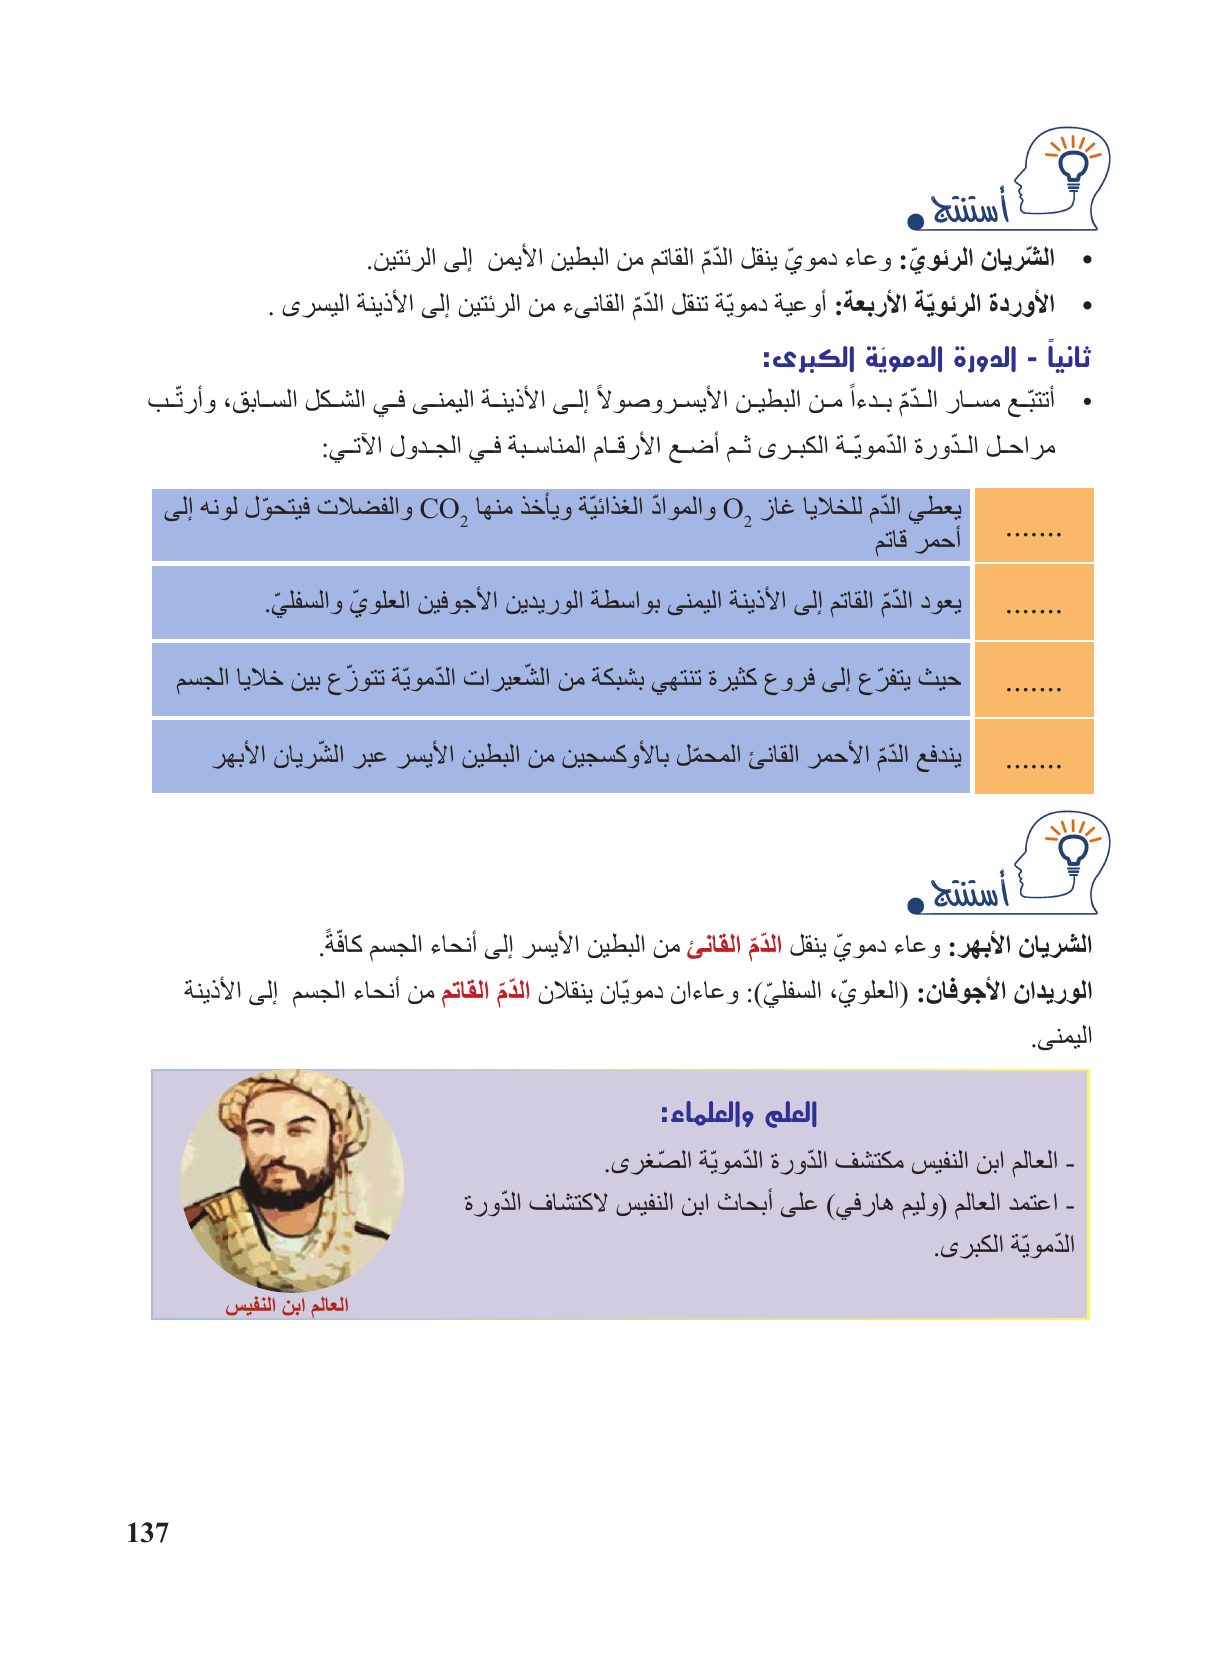 أستنتج
• الشّريان الرئويّ: وعاء دمويّ ينقل الدّمّ القاتم من البطين الأيمن إلى الرئتين.
• الأوردة الرئويّة الأربعة: أوعية دمويّة تنقل الدّمّ القانىء من الرئتين إلى الأذينة اليسرى .
ثانياً - الدورة الدمويّة الكبرى:
• أتتبّع مسار الدّمّ بدءاً من البطين الأيسروصولاً إلى الأذينة اليمنى في الشكل السابق، وأرتّب
مراحل الدّورة الدّمويّة الكبرى ثم أضع الأرقام المناسبة في الجدول الآتي:
....... يعطي الدّم للخلايا غاز O2 والموادّ الغذائيّة ويأخذ منها CO2 والفضلات فيتحوّل لونه إلى
أحمر قاتم
....... يعود الدّمّ القاتم إلى الأذينة اليمنى بواسطة الوريدين الأجوفين العلويّ والسفليّ.
....... حيث يتفرّع إلى فروع كثيرة تنتهي بشبكة من الشّعيرات الدّمويّة تتوزّع بين خلايا الجسم
....... يندفع الدّمّ الأحمر القانئ المحمّل بالأوكسجين من البطين الأيسر عبر الشّريان الأبهر
أستنتج
الشريان الأبهر: وعاء دمويّ ينقل الدّمّ القانئ من البطين الأيسر إلى أنحاء الجسم كافّةً.
الوريدان الأجوفان: (العلويّ، السفليّ): وعاءان دمويّان ينقلان الدّمّ القاتم من أنحاء الجسم إلى الأذينة
اليمنى.
العلم والعلماء:
- العالم ابن النفيس مكتشف الدّورة الدّمويّة الصّغرى.
- اعتمد العالم (وليم هارفي) على أبحاث ابن النفيس لاكتشاف الدّورة
الدّمويّة الكبرى.
العالم ابن النفيس
137